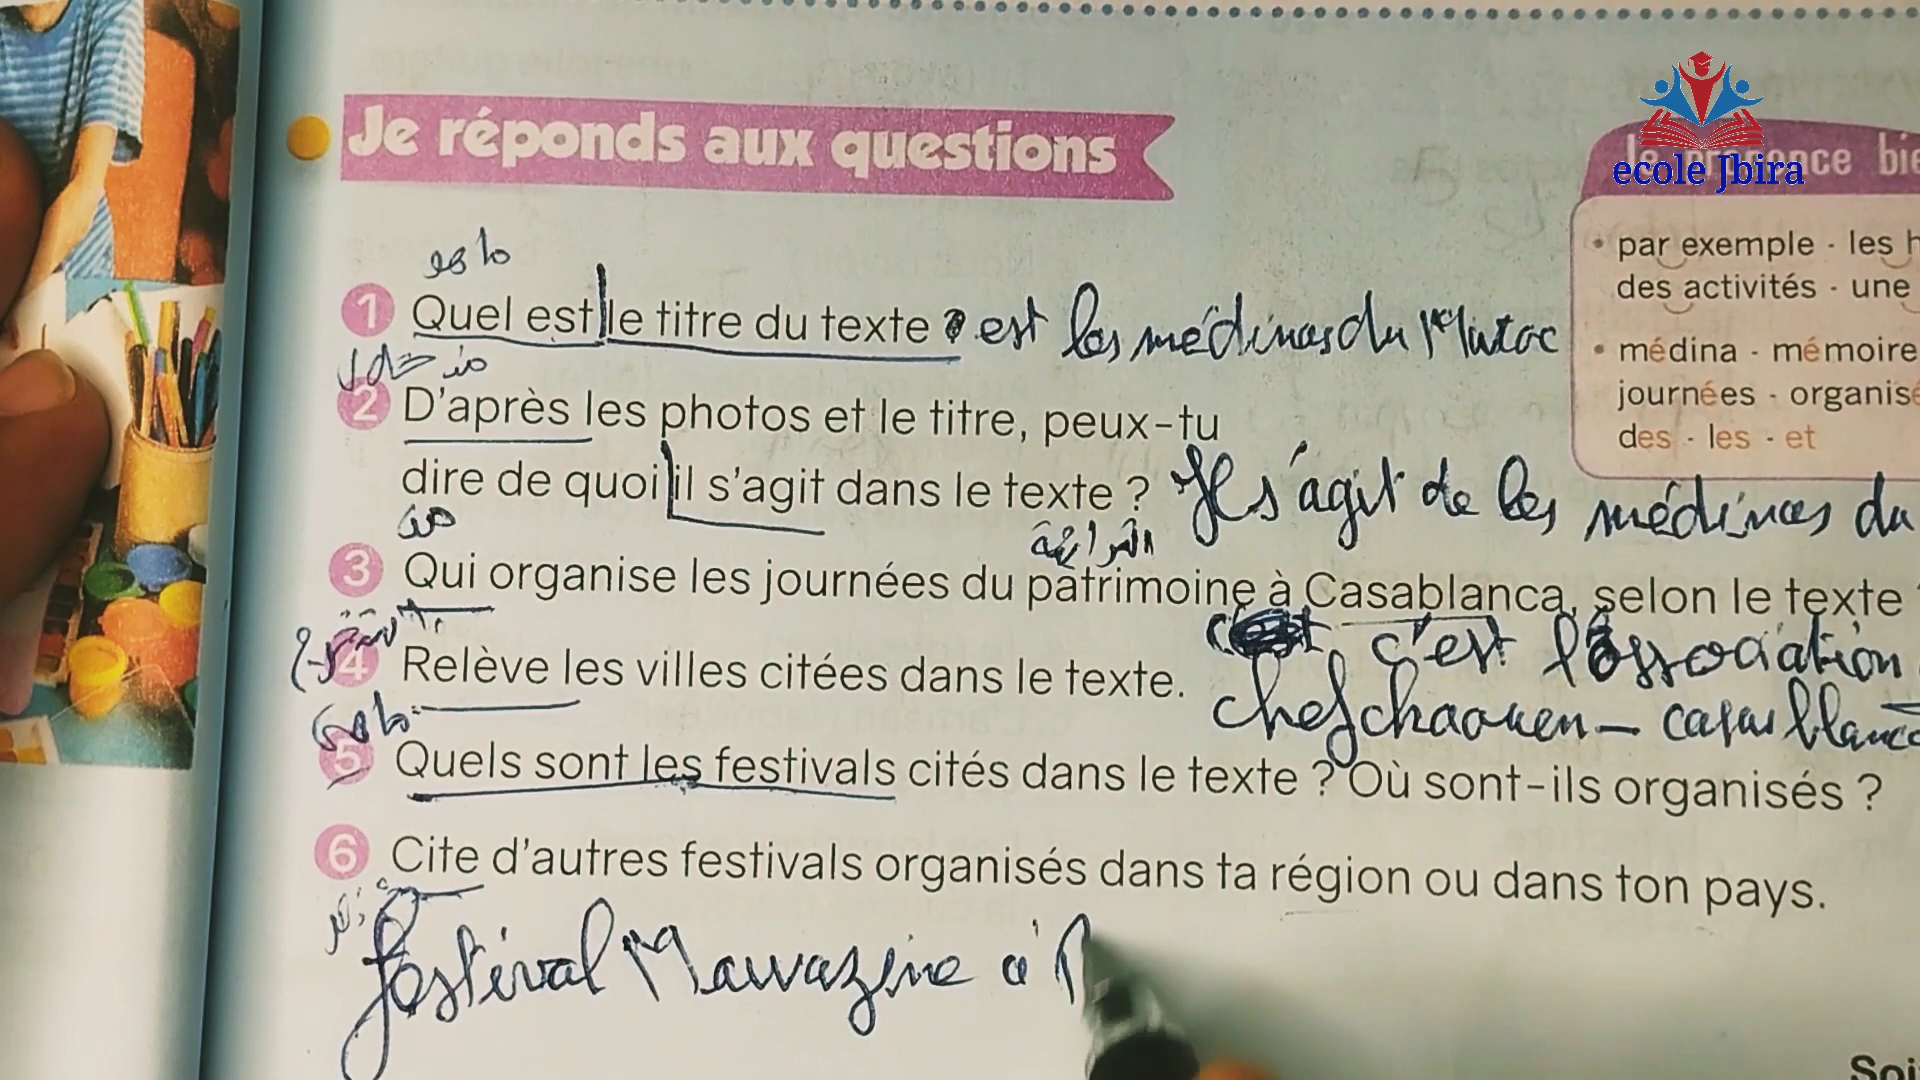 Je réponds aux questions
ecole Jbira
par exemple · les h
des activités · une
médina · mémoire
journées · organisé
des · les · et
ما هو
1 Quel est le titre du texte ? est les médinas du Maroc
2 D'après les photos et le titre, peux-tu
dire de quoi il s'agit dans le texte ? Il s'agit de les médinas du
من
3 Qui organise les journées du patrimoine à Casablanca, selon le texte ?
c'est l'association
4 Relève les villes citées dans le texte.
Chefchaouen - casablanca
5 Quels sont les festivals cités dans le texte ? Où sont-ils organisés ?
6 Cite d'autres festivals organisés dans ta région ou dans ton pays.
festival Mawazine à